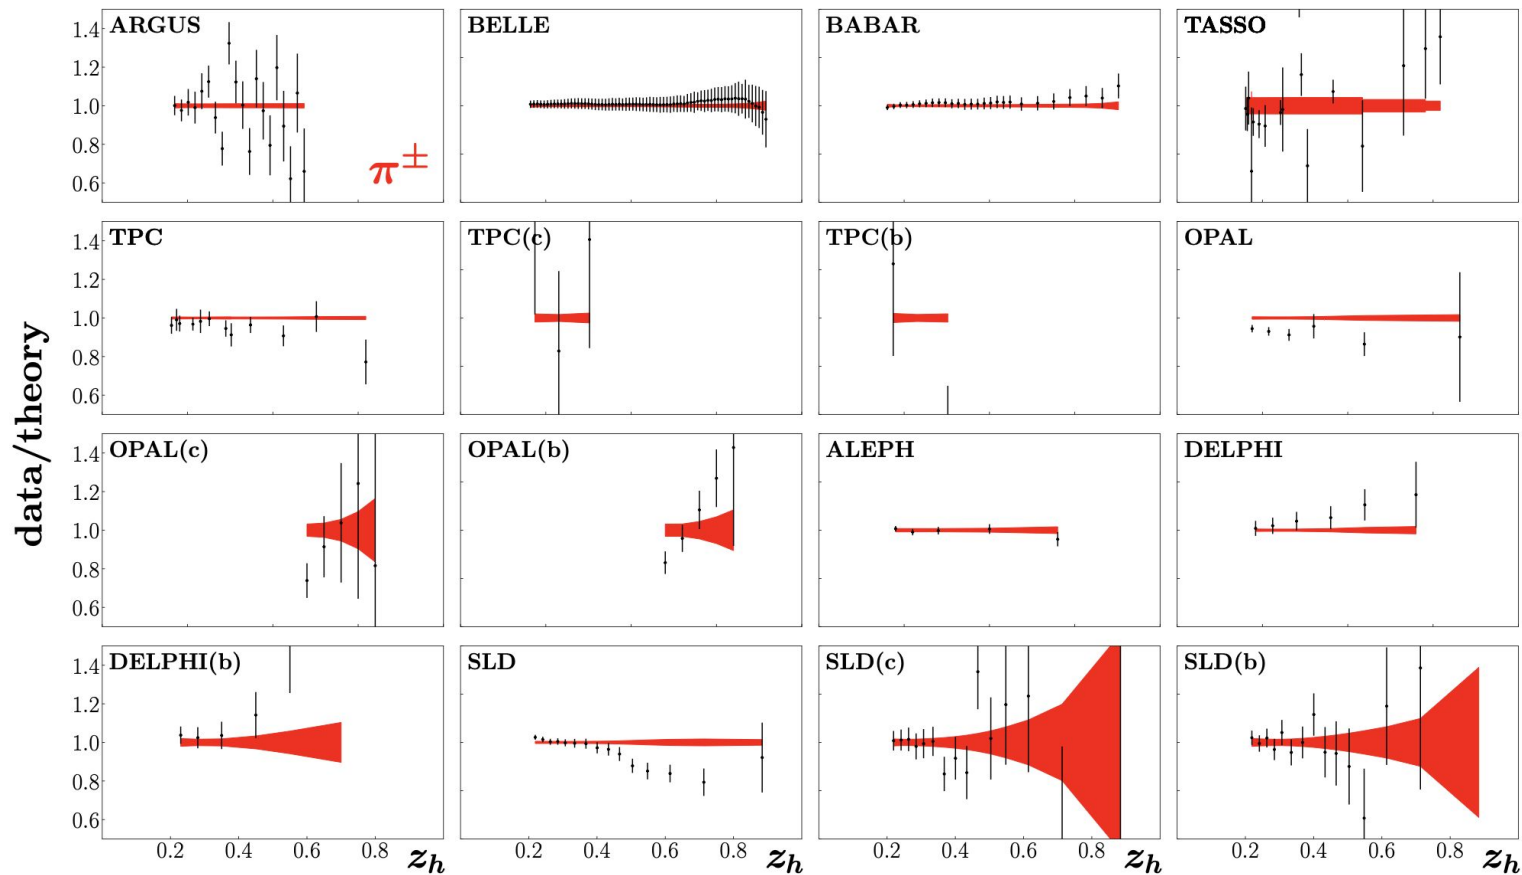 ARGUS
BELLE
BABAR
TASSO
1.4
1.2
1.0
0.8
0.6
π±
TPC
TPC(c)
TPC(b)
OPAL
1.4
1.2
1.0
0.8
0.6
data/theory
OPAL(c)
OPAL(b)
ALEPH
DELPHI
1.4
1.2
1.0
0.8
0.6
DELPHI(b)
SLD
SLD(c)
SLD(b)
1.4
1.2
1.0
0.8
0.6
0.2 0.4 0.6 0.8 zh
0.2 0.4 0.6 0.8 zh
0.2 0.4 0.6 0.8 zh
0.2 0.4 0.6 0.8 zh